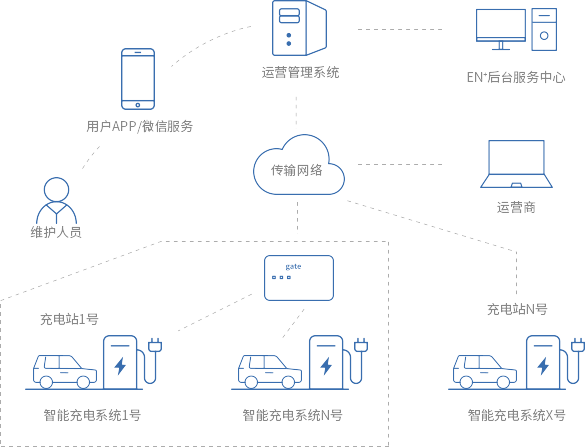 运营管理系统
EN⁺后台服务中心
用户APP/微信服务
传输网络
运营商
维护人员
gate
充电站1号
充电站N号
智能充电系统1号
智能充电系统N号
智能充电系统X号